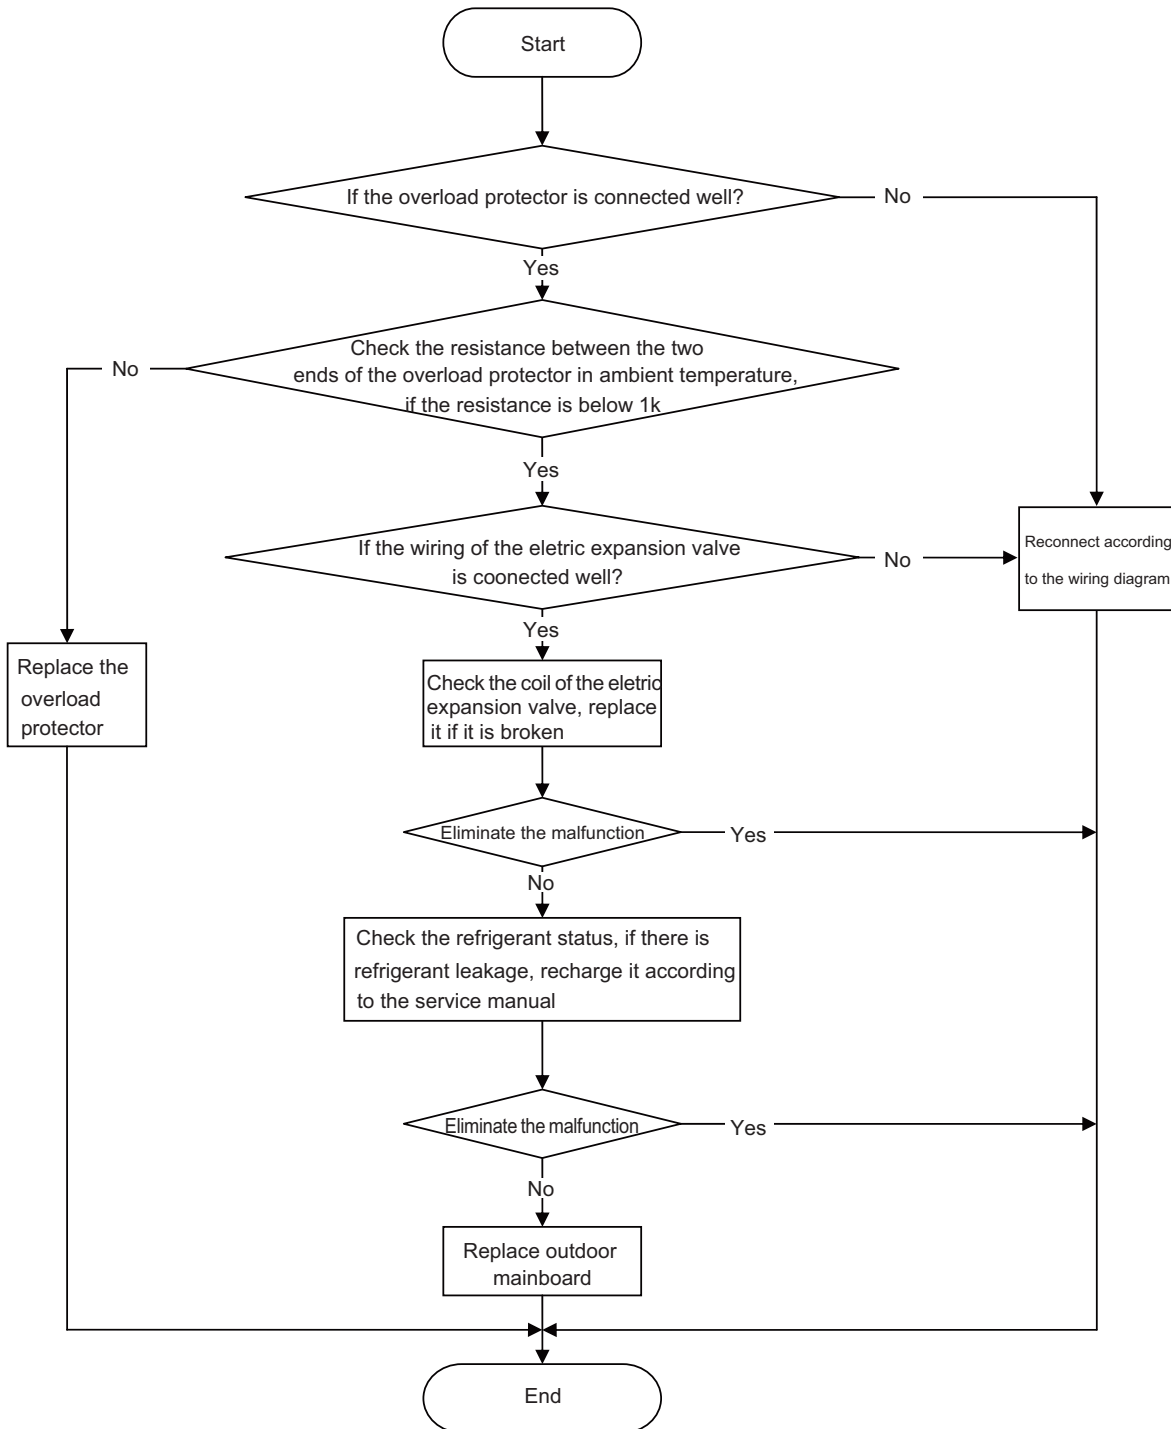 Start
If the overload protector is connected well?
No
Yes
Check the resistance between the two
ends of the overload protector in ambient temperature,
if the resistance is below 1k
No
Yes
If the wiring of the eletric expansion valve
is coonected well?
No
Reconnect according
to the wiring diagram
Yes
Replace the
overload
protector
Check the coil of the eletric
expansion valve, replace
it if it is broken
Eliminate the malfunction
Yes
No
Check the refrigerant status, if there is
refrigerant leakage, recharge it according
to the service manual
Eliminate the malfunction
Yes
No
Replace outdoor
mainboard
End